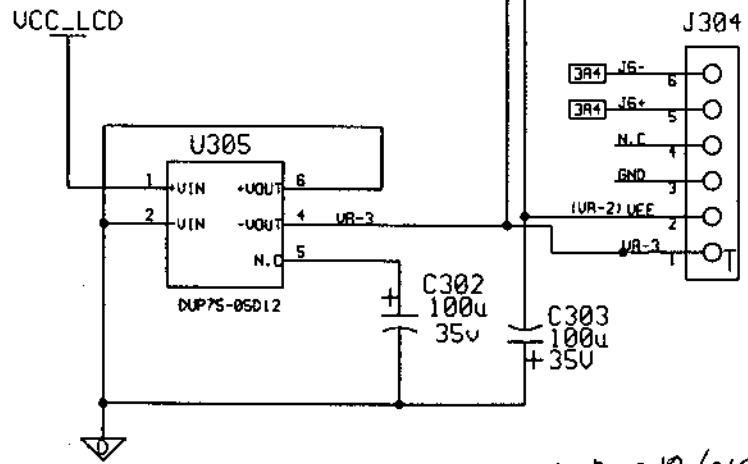 VCC_LCD
J304
3A4 J6- 6
3A4 J6+ 5
N.C 4
GND 3
(VR-2) VEE 2
VR-3 1
T
U305
1 +VIN +VOUT 6
2 -VIN -VOUT 4 VR-3
N.C 5
DUP7S-05D12
C302
100u
35v
C303
100u
35V
D